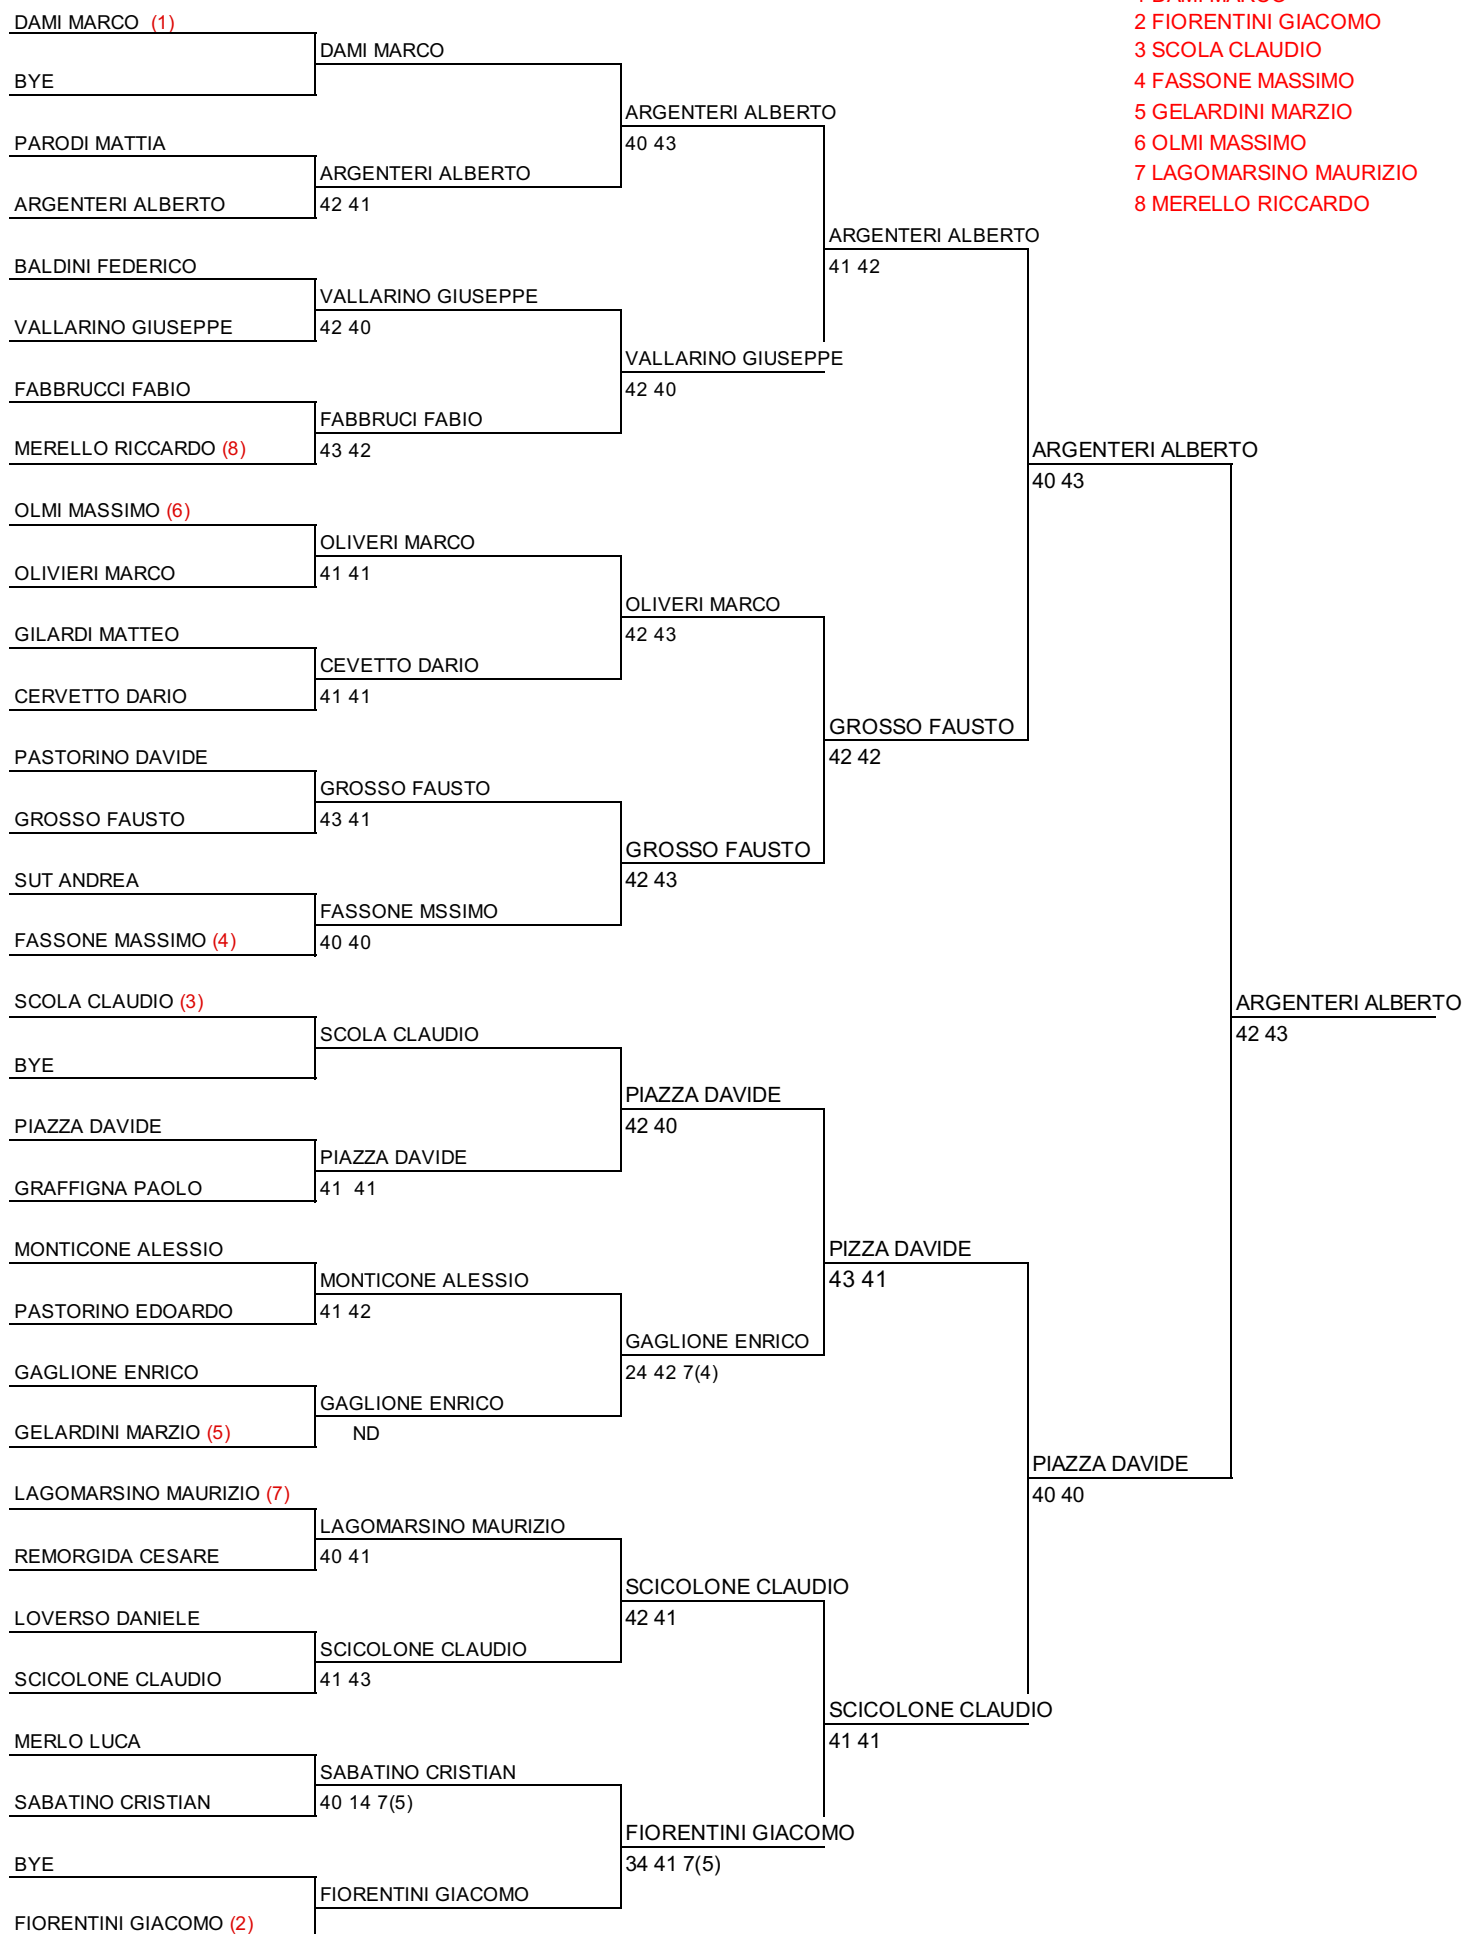 DAMI MARCO (1)
BYE
PARODI MATTIA
ARGENTERI ALBERTO
BALDINI FEDERICO
VALLARINO GIUSEPPE
FABBRUCCI FABIO
MERELLO RICCARDO (8)
OLMI MASSIMO (6)
OLIVIERI MARCO
GILARDI MATTEO
CERVETTO DARIO
PASTORINO DAVIDE
GROSSO FAUSTO
SUT ANDREA
FASSONE MASSIMO (4)
SCOLA CLAUDIO (3)
BYE
PIAZZA DAVIDE
GRAFFIGNA PAOLO
MONTICONE ALESSIO
PASTORINO EDOARDO
GAGLIONE ENRICO
GELARDINI MARZIO (5)
LAGOMARSINO MAURIZIO (7)
REMORGIDA CESARE
LOVERSO DANIELE
SCICOLONE CLAUDIO
MERLO LUCA
SABATINO CRISTIAN
BYE
FIORENTINI GIACOMO (2)
DAMI MARCO
ARGENTERI ALBERTO
42 41
VALLARINO GIUSEPPE
42 40
FABBRUCI FABIO
43 42
OLIVERI MARCO
41 41
CEVETTO DARIO
41 41
GROSSO FAUSTO
43 41
FASSONE MSSIMO
40 40
SCOLA CLAUDIO
PIAZZA DAVIDE
41 41
MONTICONE ALESSIO
41 42
GAGLIONE ENRICO
ND
LAGOMARSINO MAURIZIO
40 41
SCICOLONE CLAUDIO
41 43
SABATINO CRISTIAN
40 14 7(5)
FIORENTINI GIACOMO
ARGENTERI ALBERTO
40 43
VALLARINO GIUSEPPE
42 40
OLIVERI MARCO
42 43
GROSSO FAUSTO
42 43
PIAZZA DAVIDE
42 40
GAGLIONE ENRICO
24 42 7(4)
SCICOLONE CLAUDIO
42 41
FIORENTINI GIACOMO
34 41 7(5)
ARGENTERI ALBERTO
41 42
GROSSO FAUSTO
42 42
PIZZA DAVIDE
43 41
SCICOLONE CLAUDIO
41 41
ARGENTERI ALBERTO
40 43
PIAZZA DAVIDE
40 40
ARGENTERI ALBERTO
42 43
1 DAMI MARCO
2 FIORENTINI GIACOMO
3 SCOLA CLAUDIO
4 FASSONE MASSIMO
5 GELARDINI MARZIO
6 OLMI MASSIMO
7 LAGOMARSINO MAURIZIO
8 MERELLO RICCARDO